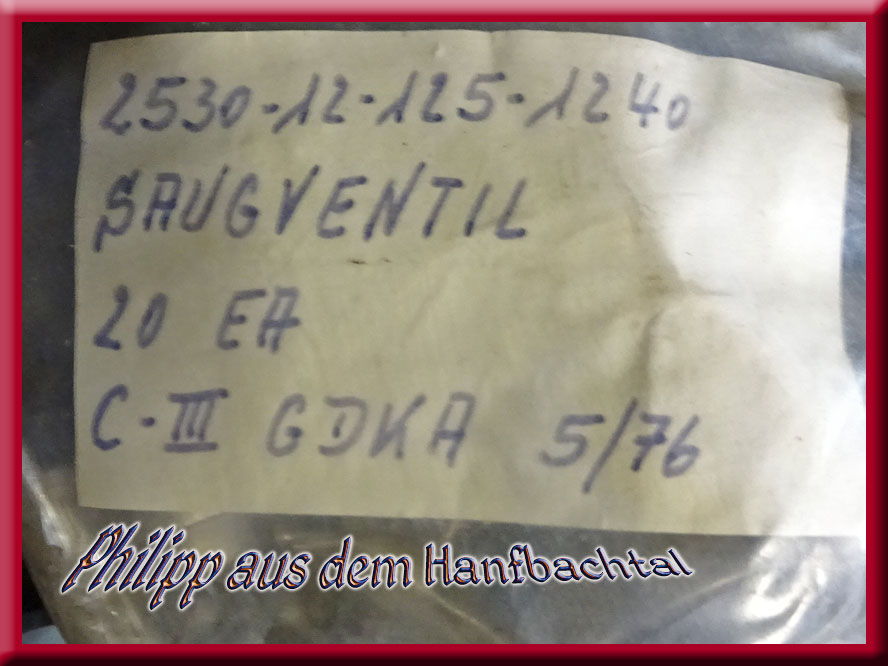 2530-12-125-1240
SAUGVENTIL
20 EA
C-III GDKA 5/76
Philipp aus dem Hanfbachtal